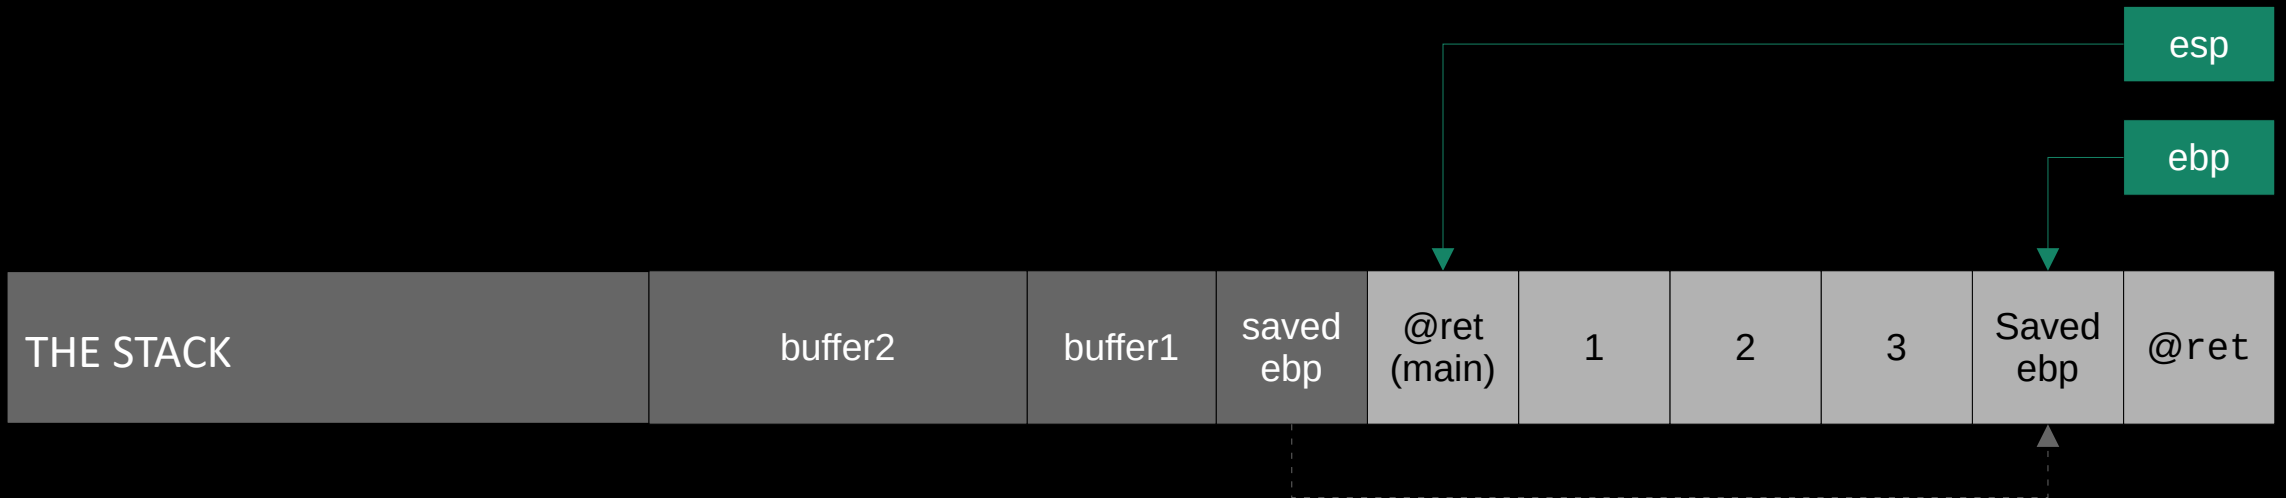 esp
ebp
THE STACK
buffer2
buffer1
saved
ebp
@ret
(main)
1
2
3
Saved
ebp
@ret